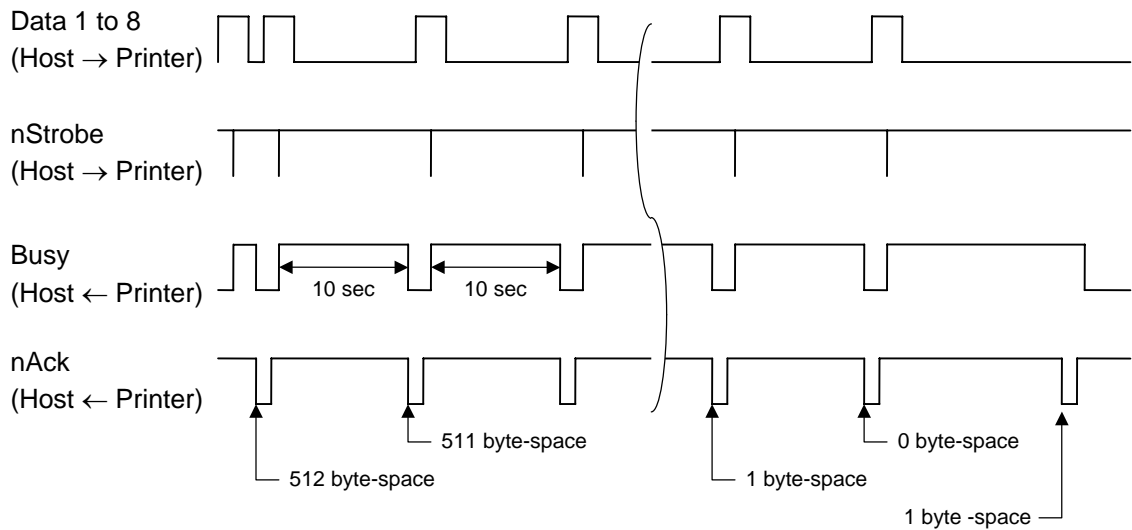 Data 1 to 8
(Host → Printer)
nStrobe
(Host → Printer)
Busy
(Host ← Printer)
10 sec
10 sec
nAck
(Host ← Printer)
511 byte-space
0 byte-space
512 byte-space
1 byte-space
1 byte -space